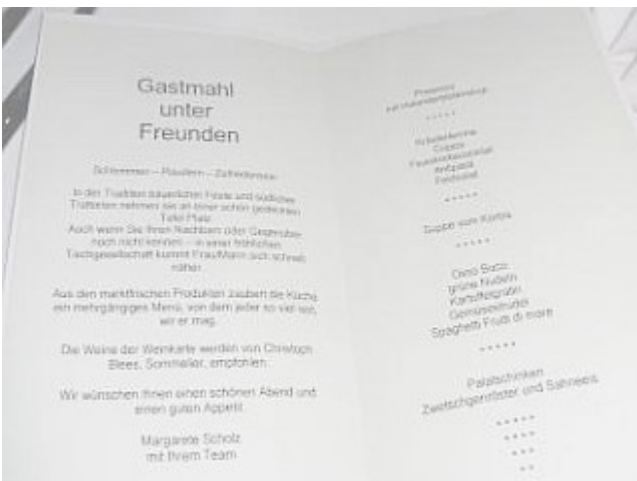 Gastmahl
unter
Freunden
Schlemmen – Plaudern – Zufriedensein
In der Tradition bäuerlicher Feste und südlicher
Trattorien nehmen sie an einer schön gedeckten
Tafel Platz.
Auch wenn Sie Ihren Nachbarn oder Gegenüber
noch nicht kennen – in einer fröhlichen
Tischgesellschaft kommt Frau/Mann sich schnell
näher.
Aus den marktfrischen Produkten zaubert die Küche
ein mehrgängiges Menü, von dem jeder so viel isst,
wie er mag.
Die Weine der Weinkarte werden von Christoph
Elees, Sommelier, empfohlen.
Wir wünschen Ihnen einen schönen Abend und
einen guten Appetit.
Margarete Scholz
mit Ihrem Team
Prosecco
mit
*****
Antipasti
*****
Suppe vom Kürbis
*****
Osso Buco
grüne Nudeln
Kartoffelgratin
Gemüsestrudel
Spaghetti Frutti di mare
*****
Palatschinken
Zwetschgenröster und Sahneeis
*****
****
***
**